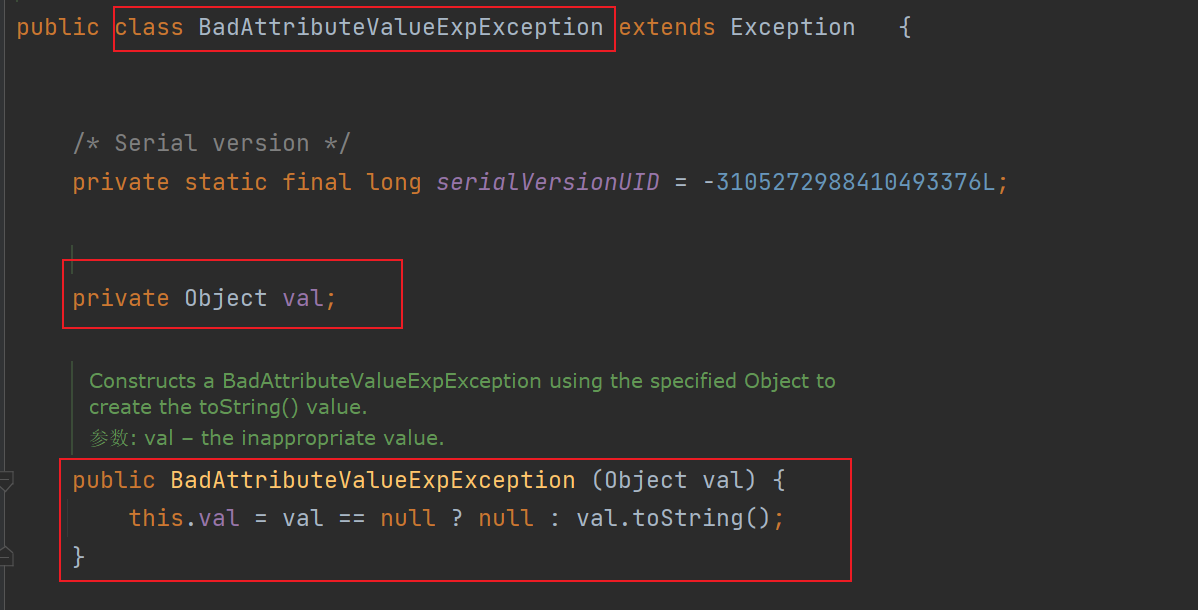 public class BadAttributeValueExpException extends Exception {
/* Serial version */
private static final long serialVersionUID = -3105272988410493376L;
private Object val;
Constructs a BadAttributeValueExpException using the specified Object to
create the toString() value.
参数: val – the inappropriate value.
public BadAttributeValueExpException (Object val) {
this.val = val == null ? null : val.toString();
}